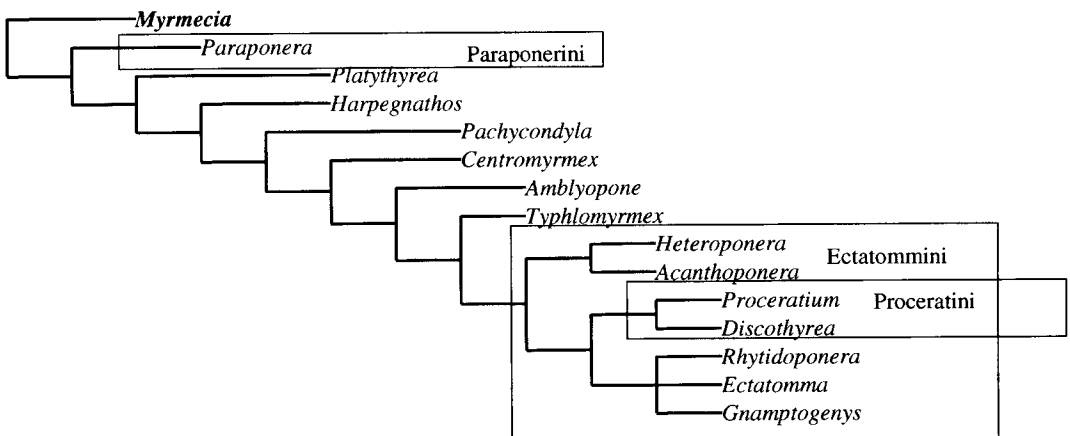 Myrmecia
Paraponera
Paraponerini
Platythyrea
Harpegnathos
Pachycondyla
Centromyrmex
Amblyopone
Typhlomyrmex
Heteroponera
Ectatommini
Acanthoponera
Proceratium
Proceratini
Discothyrea
Rhytidoponera
Ectatomma
Gnamptogenys